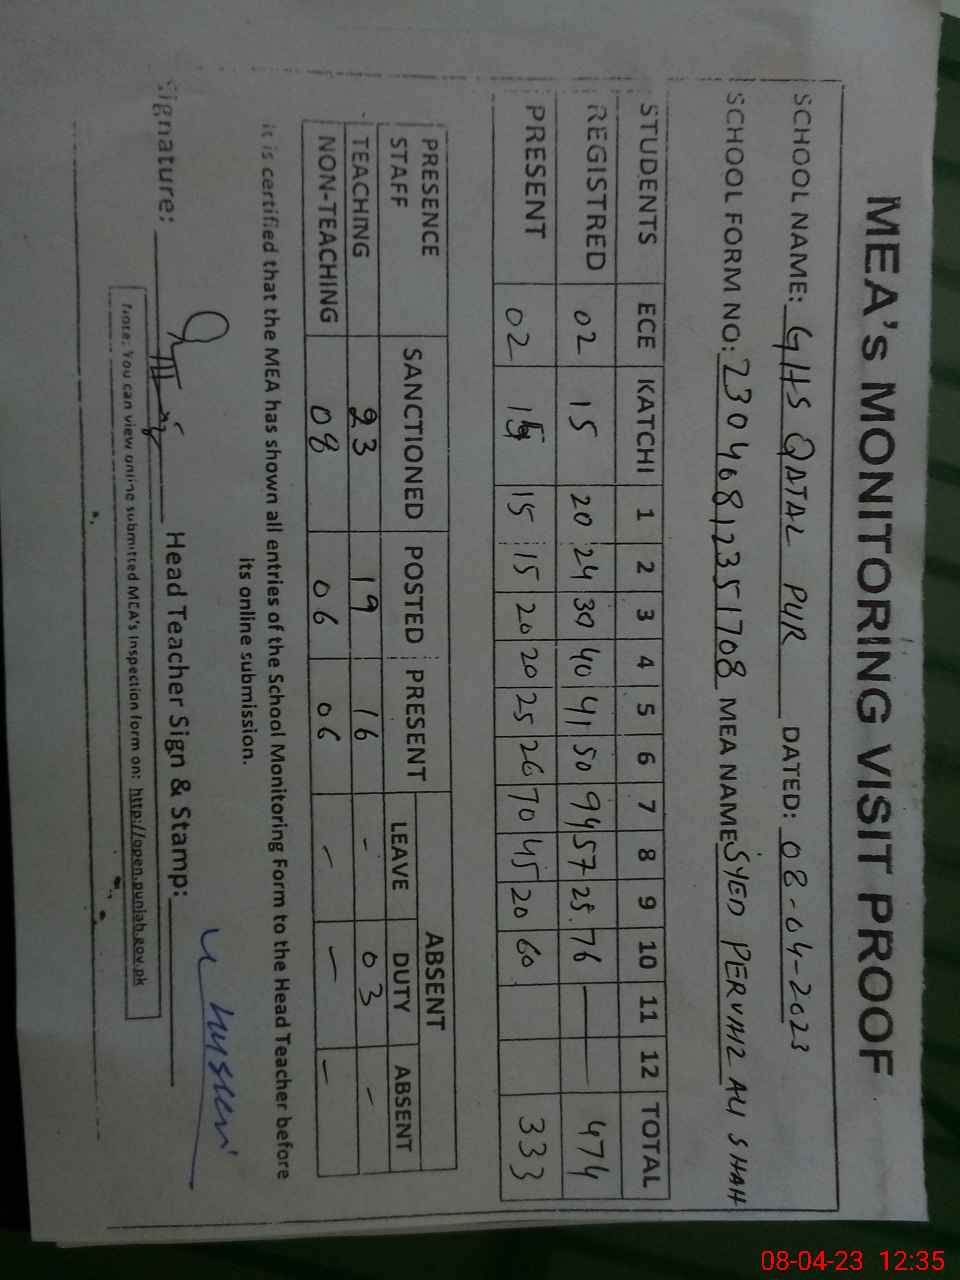 MEA's MONITORING VISIT PROOF
SCHOOL NAME: GHS QATAL PUR DATED: 08-04-2023
SCHOOL FORM NO: 23046812351708 MEA NAME SYED PERVAIZ ALI SHAH
STUDENTS ECE KATCHI 1 2 3 4 5 6 7 8 9 10 11 12 TOTAL
REGISTRED 02 15 20 24 30 40 41 50 94 57 25 76 — — 474
PRESENT 02 15 15 15 20 20 25 26 70 45 20 60 333
PRESENCE STAFF SANCTIONED POSTED PRESENT ABSENT
LEAVE DUTY ABSENT
TEACHING 23 19 16 - 03 -
NON-TEACHING 08 06 06 - - -
it is certified that the MEA has shown all entries of the School Monitoring Form to the Head Teacher before
its online submission.
Signature: Head Teacher Sign & Stamp:
Note: You can view online submitted MEA's Inspection form on: http://open.punjab.gov.pk
08-04-23 12:35